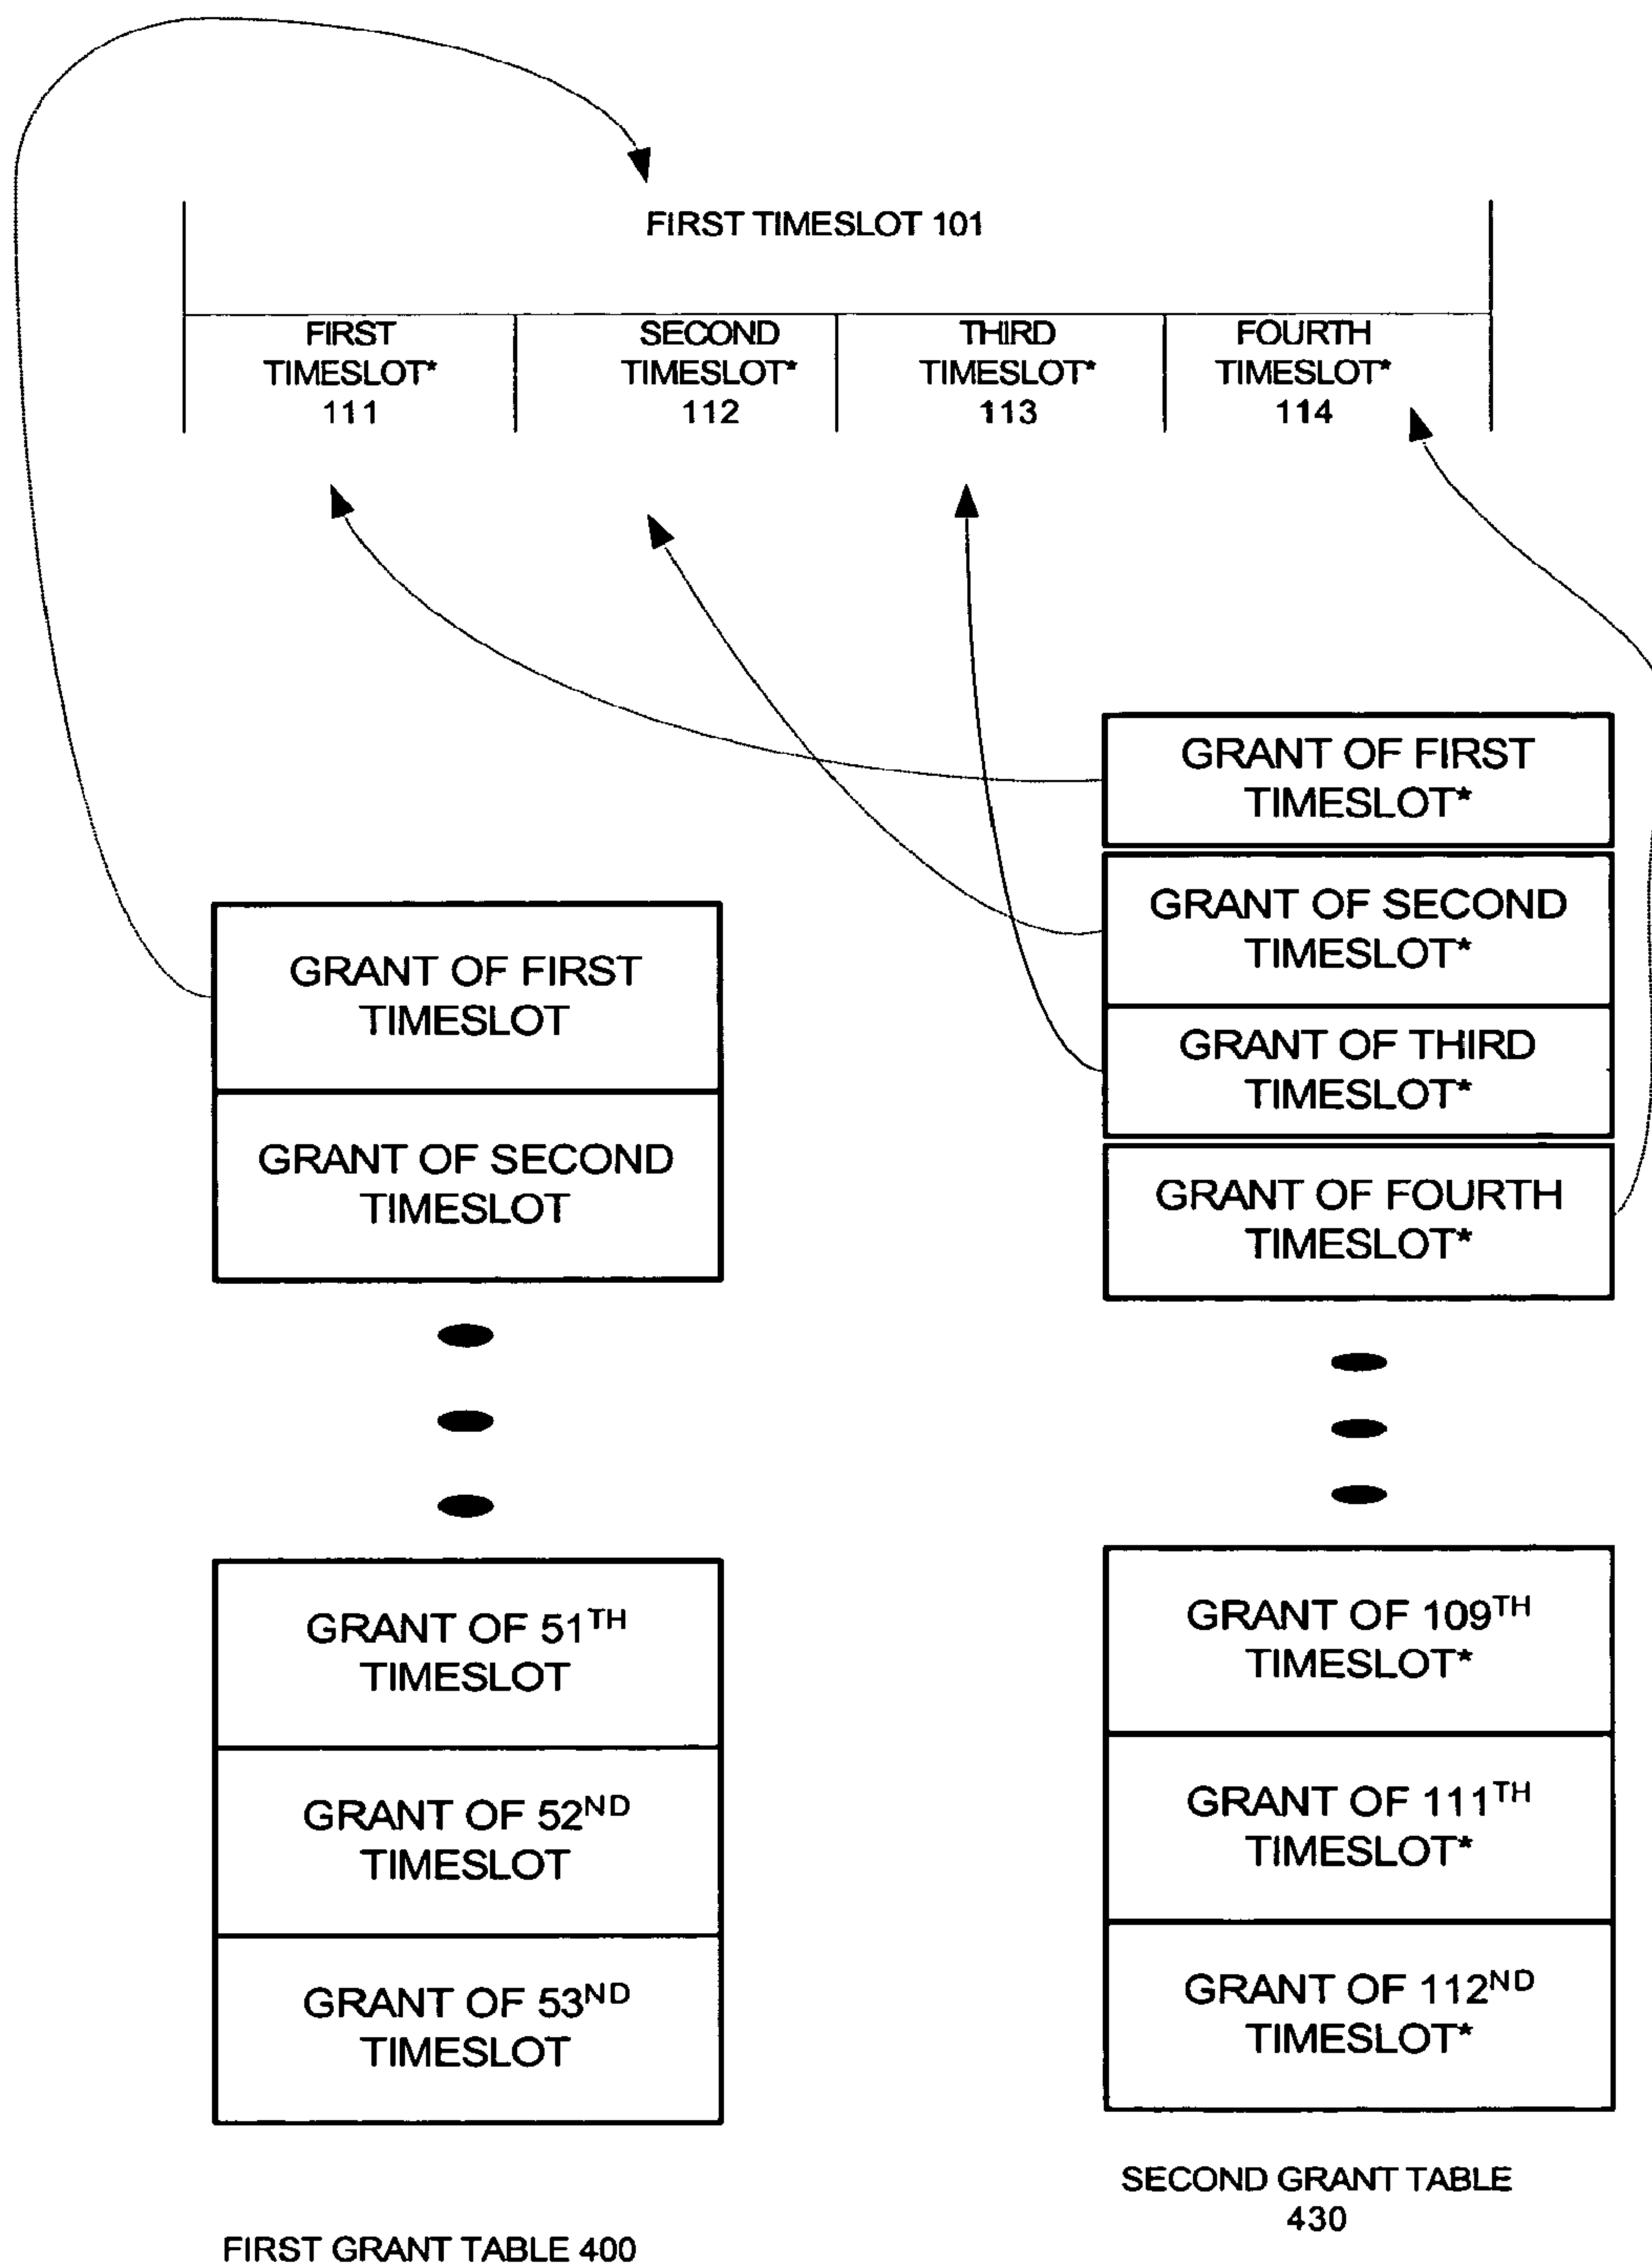 FIRST TIMESLOT 101
FIRST
TIMESLOT*
111
SECOND
TIMESLOT*
112
THIRD
TIMESLOT*
113
FOURTH
TIMESLOT*
114
GRANT OF FIRST
TIMESLOT
GRANT OF SECOND
TIMESLOT
GRANT OF 51TH
TIMESLOT
GRANT OF 52ND
TIMESLOT
GRANT OF 53ND
TIMESLOT
FIRST GRANT TABLE 400
GRANT OF FIRST
TIMESLOT*
GRANT OF SECOND
TIMESLOT*
GRANT OF THIRD
TIMESLOT*
GRANT OF FOURTH
TIMESLOT*
GRANT OF 109TH
TIMESLOT*
GRANT OF 111TH
TIMESLOT*
GRANT OF 112ND
TIMESLOT*
SECOND GRANT TABLE
430